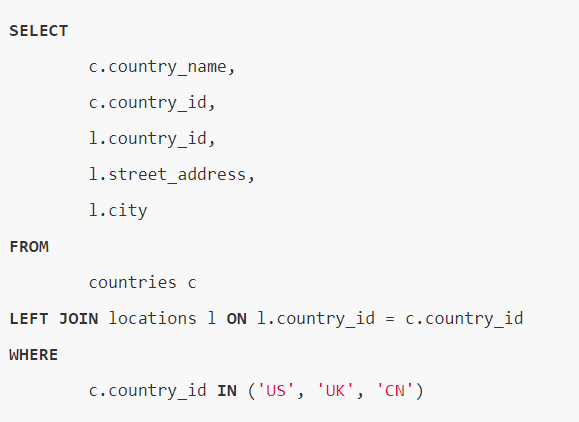 SELECT
c.country_name,
c.country_id,
l.country_id,
l.street_address,
l.city
FROM
countries c
LEFT JOIN locations l ON l.country_id = c.country_id
WHERE
c.country_id IN ('US', 'UK', 'CN')